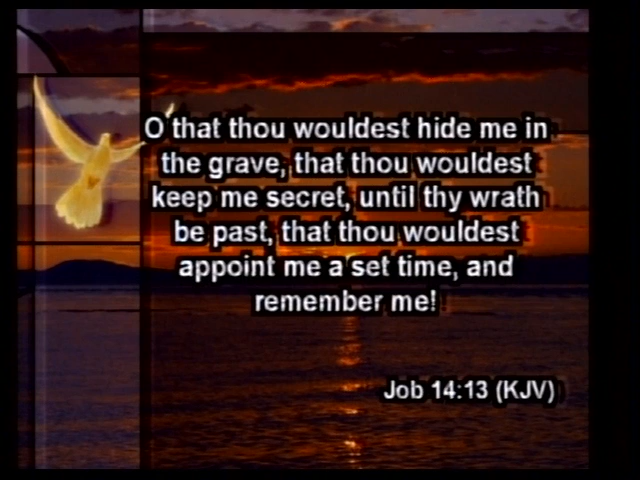 O that thou wouldest hide me in
the grave, that thou wouldest
keep me secret, until thy wrath
be past, that thou wouldest
appoint me a set time, and
remember me!
Job 14:13 (KJV)